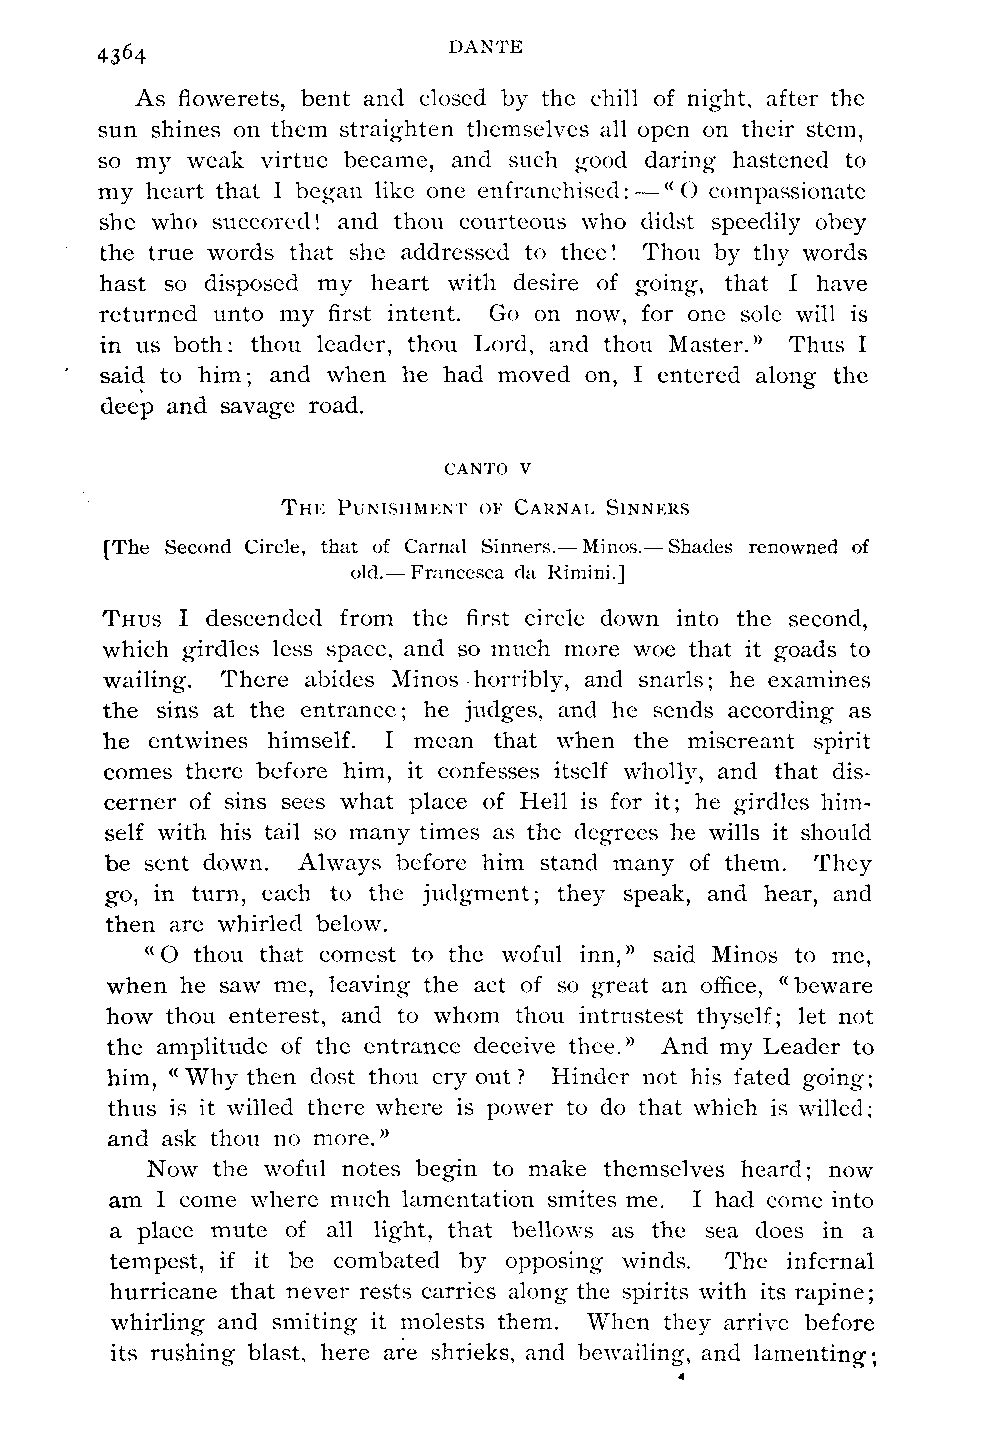 4364
DANTE
As flowerets, bent and closed by the chill of night, after the
sun shines on them straighten themselves all open on their stem,
so my weak virtue became, and such good daring hastened to
my heart that I began like one enfranchised:—“O compassionate
she who succored! and thou courteous who didst speedily obey
the true words that she addressed to thee! Thou by thy words
hast so disposed my heart with desire of going, that I have
returned unto my first intent. Go on now, for one sole will is
in us both: thou leader, thou Lord, and thou Master.” Thus I
said to him; and when he had moved on, I entered along the
deep and savage road.
CANTO V
THE PUNISHMENT OF CARNAL SINNERS
[The Second Circle, that of Carnal Sinners.—Minos.—Shades renowned of
old.—Francesca da Rimini.]
THUS I descended from the first circle down into the second,
which girdles less space, and so much more woe that it goads to
wailing. There abides Minos horribly, and snarls; he examines
the sins at the entrance; he judges, and he sends according as
he entwines himself. I mean that when the miscreant spirit
comes there before him, it confesses itself wholly, and that dis-
cerner of sins sees what place of Hell is for it; he girdles him-
self with his tail so many times as the degrees he wills it should
be sent down. Always before him stand many of them. They
go, in turn, each to the judgment; they speak, and hear, and
then are whirled below.
“O thou that comest to the woful inn,” said Minos to me,
when he saw me, leaving the act of so great an office, “beware
how thou enterest, and to whom thou intrustest thyself; let not
the amplitude of the entrance deceive thee.” And my Leader to
him, “Why then dost thou cry out? Hinder not his fated going;
thus is it willed there where is power to do that which is willed;
and ask thou no more.”
Now the woful notes begin to make themselves heard; now
am I come where much lamentation smites me. I had come into
a place mute of all light, that bellows as the sea does in a
tempest, if it be combated by opposing winds. The infernal
hurricane that never rests carries along the spirits with its rapine;
whirling and smiting it molests them. When they arrive before
its rushing blast, here are shrieks, and bewailing, and lamenting;